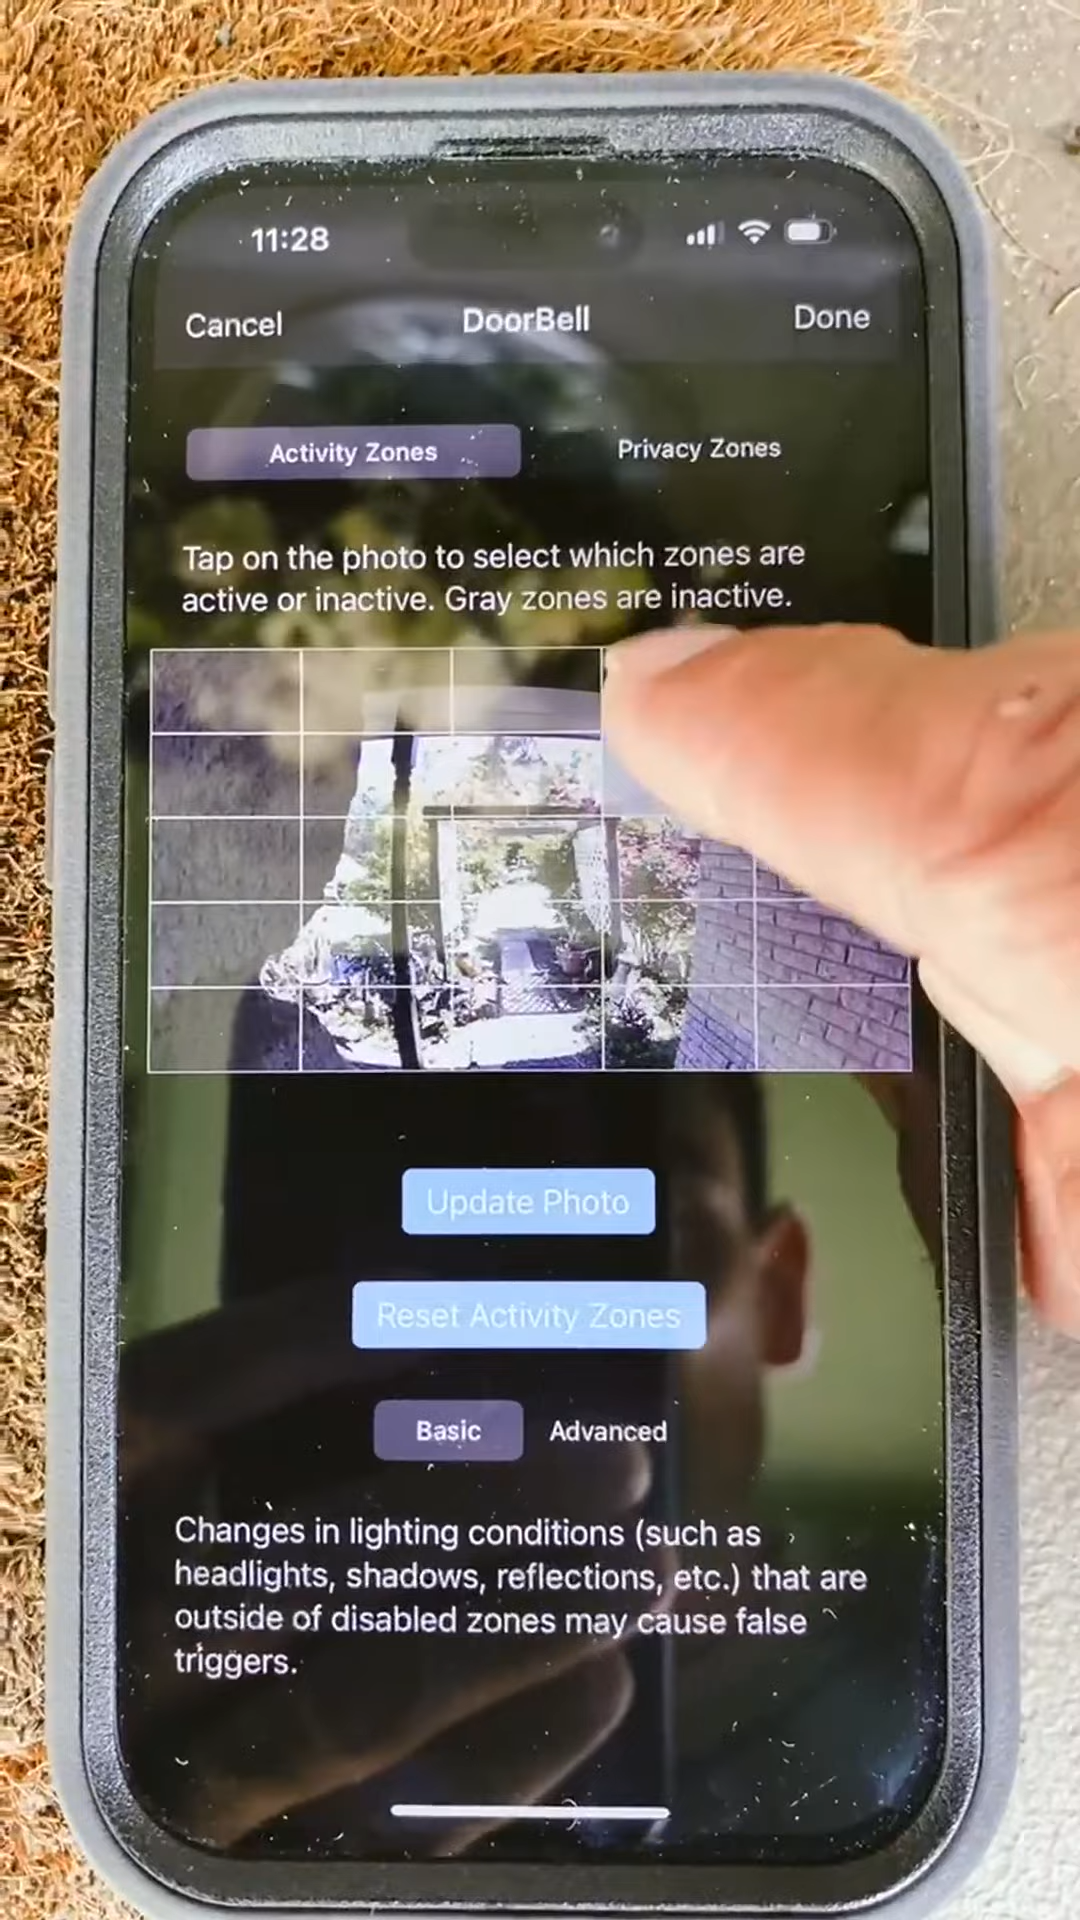 11:28
Cancel DoorBell Done
Activity Zones Privacy Zones
Tap on the photo to select which zones are
active or inactive. Gray zones are inactive.
Update Photo
Reset Activity Zones
Basic Advanced
Changes in lighting conditions (such as
headlights, shadows, reflections, etc.) that are
outside of disabled zones may cause false
triggers.